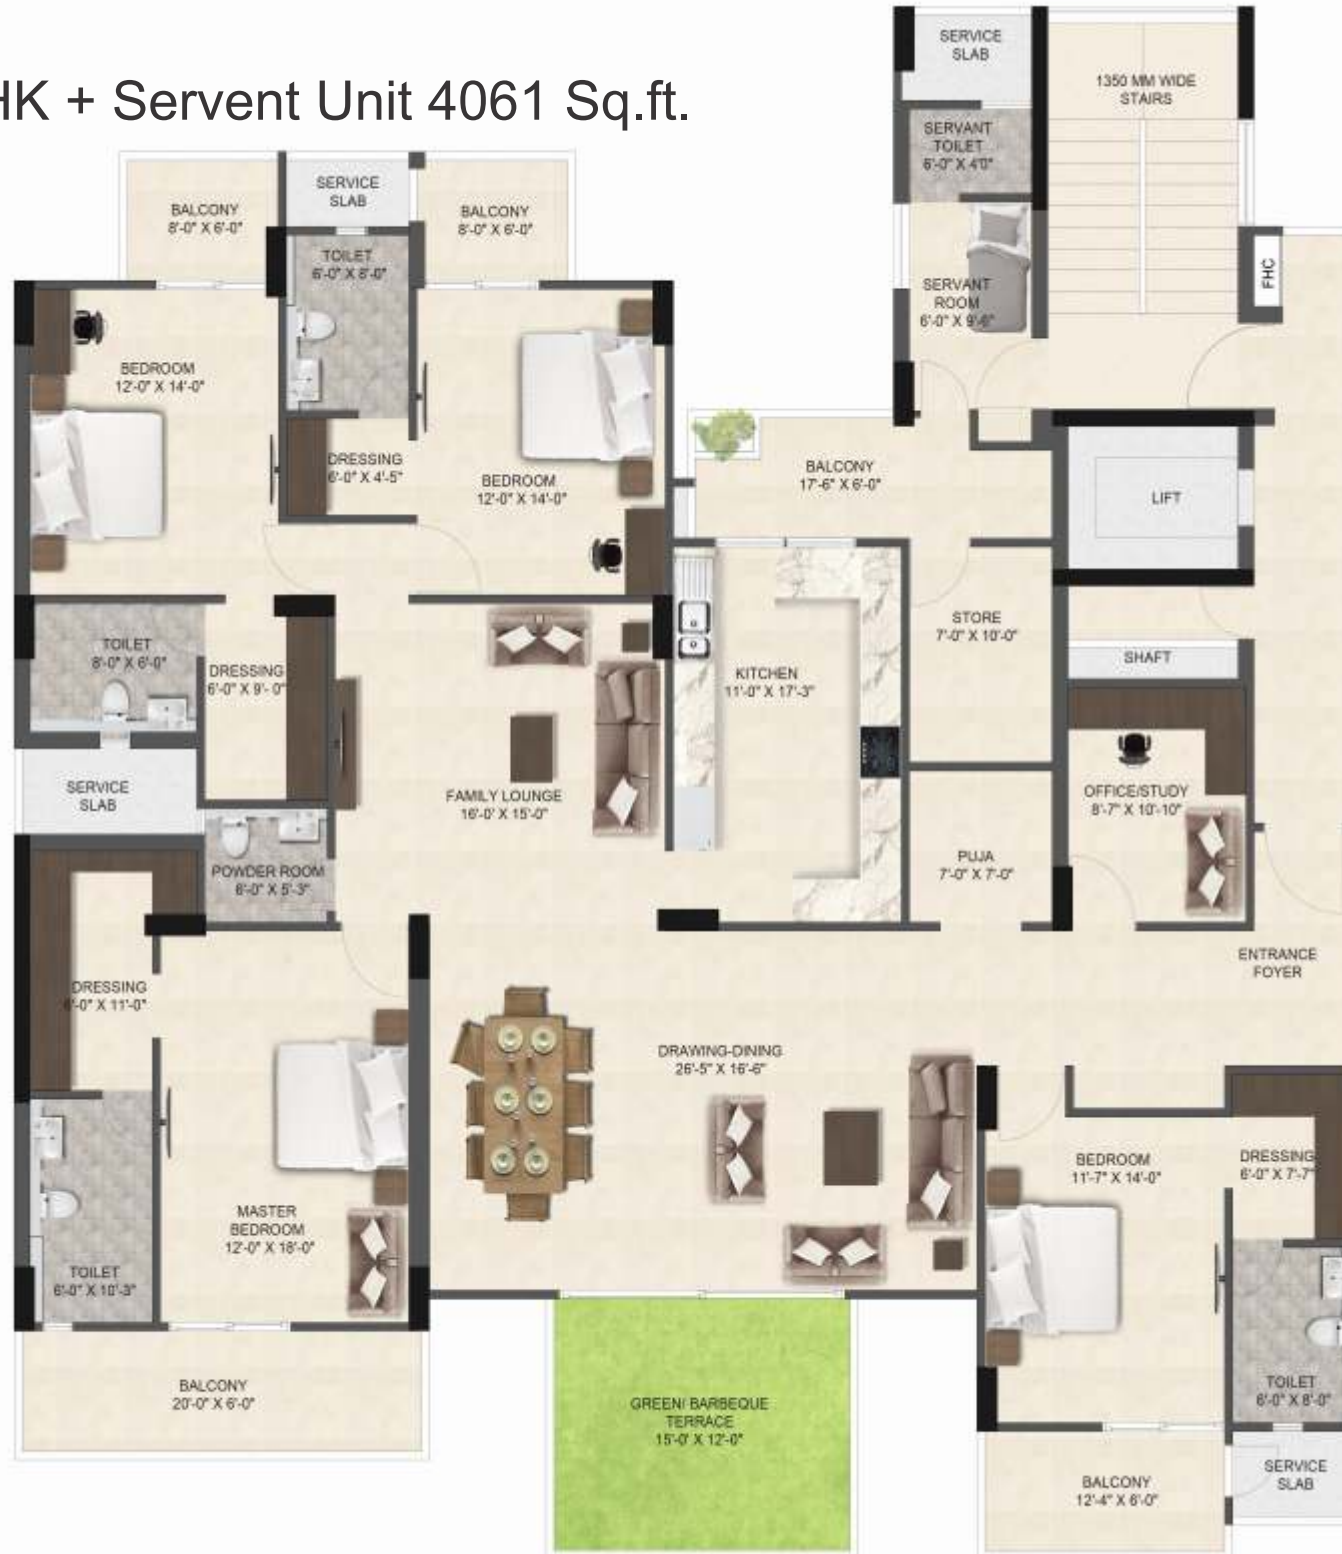 HK + Servent Unit 4061 Sq.ft.
SERVICE
SLAB
1350 MM WIDE
STAIRS
SERVANT
TOILET
6'-0" X 4'0"
BALCONY
8'-0" X 6'-0"
SERVICE
SLAB
BALCONY
8'-0" X 6'-0"
TOILET
6'-0" X 8'-0"
SERVANT
ROOM
6'-0" X 9'-6"
FHC
BEDROOM
12'-0" X 14'-0"
DRESSING
6'-0" X 4'-5"
BEDROOM
12'-0" X 14'-0"
BALCONY
17'-6" X 6'-0"
LIFT
TOILET
8'-0" X 6'-0"
DRESSING
6'-0" X 9'- 0"
STORE
7'-0" X 10'-0"
KITCHEN
11'-0" X 17'-3"
SHAFT
SERVICE
SLAB
FAMILY LOUNGE
16'-0' X 15'-0"
OFFICE/STUDY
8'-7" X 10'-10"
POWDER ROOM
6'-0" X 5'-3"
PUJA
7'-0" X 7'-0"
DRESSING
6'-0" X 11'-0"
ENTRANCE
FOYER
DRAWING-DINING
26'-5" X 16'-6"
MASTER
BEDROOM
12'-0" X 18'-0"
BEDROOM
11'-7" X 14'-0"
DRESSING
6'-0" X 7'-7"
TOILET
6'-0" X 10'-3"
BALCONY
20'-0" X 6'-0"
GREEN/ BARBEQUE
TERRACE
15'-0' X 12'-0"
TOILET
6'-0" X 8'-0"
BALCONY
12'-4" X 6'-0"
SERVICE
SLAB